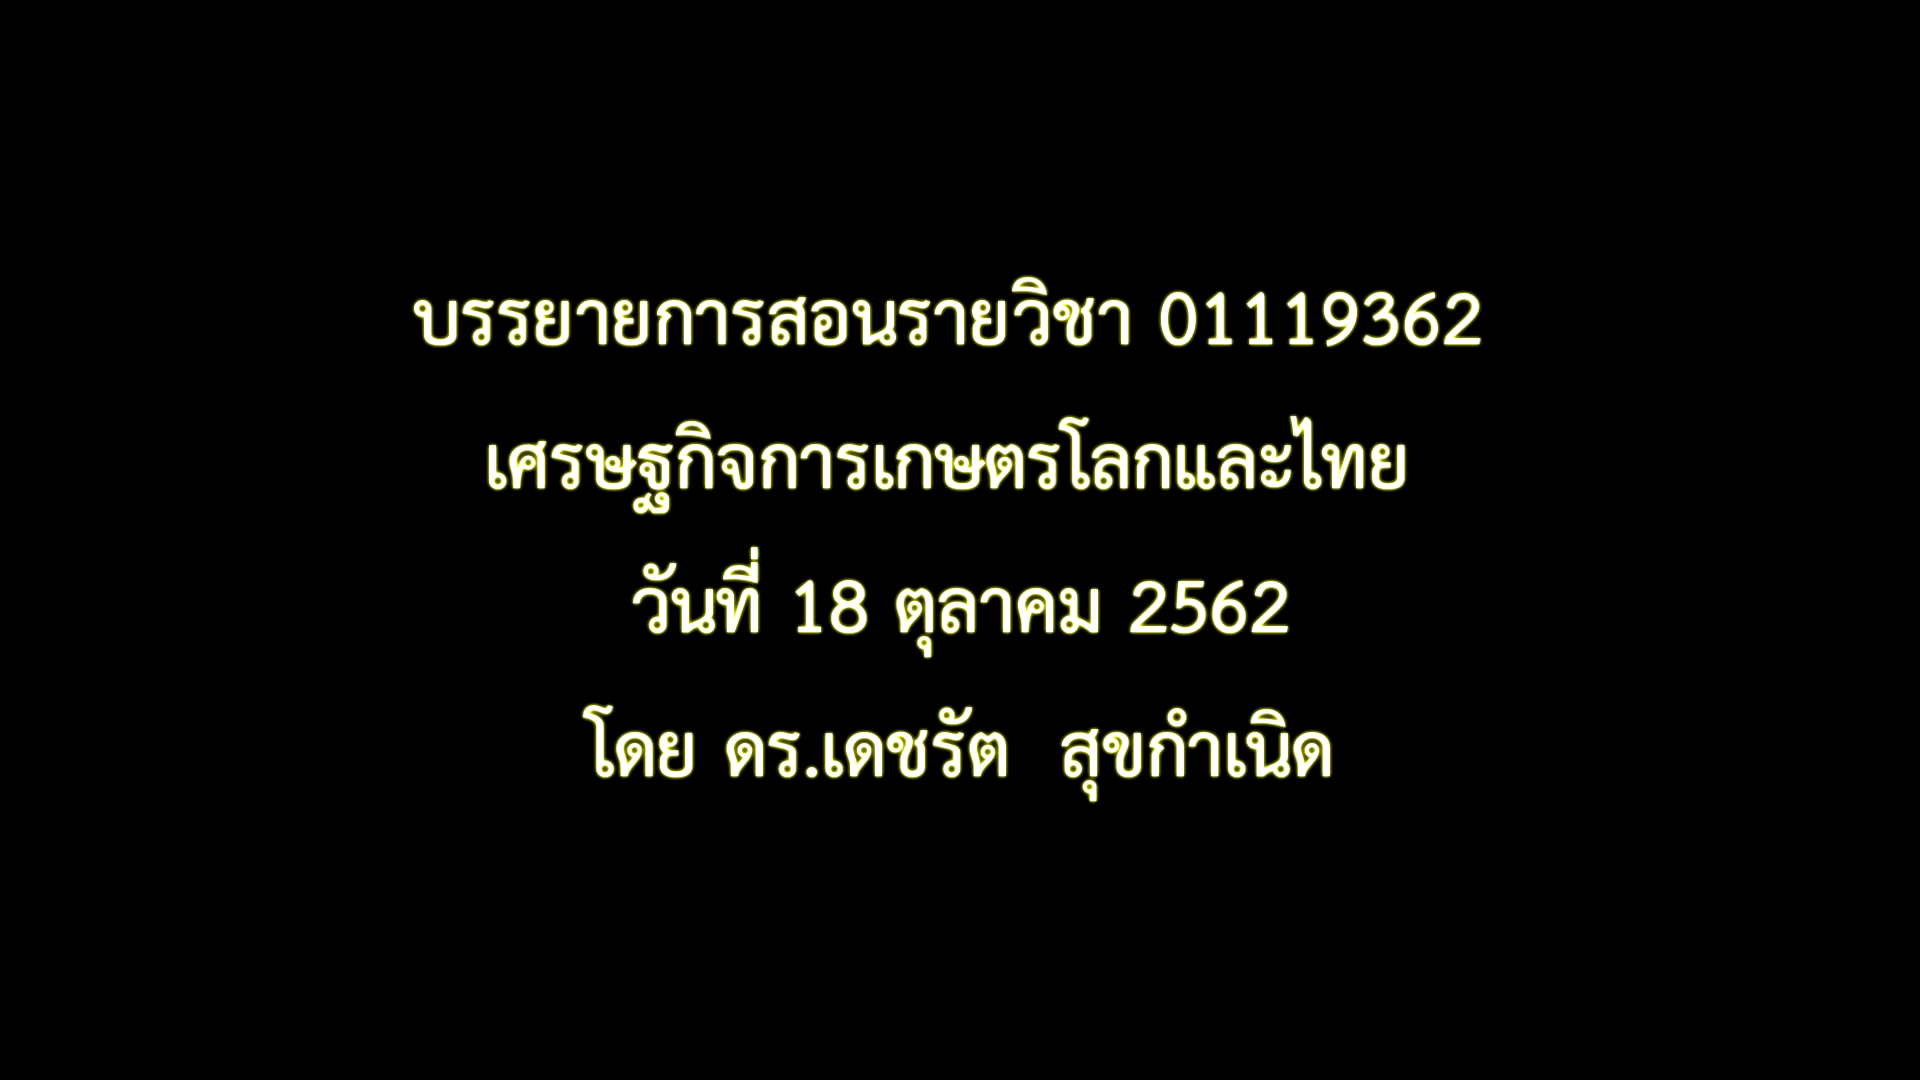 บรรยายการสอนรายวิชา 01119362
เศรษฐกิจการเกษตรโลกและไทย
วันที่ 18 ตุลาคม 2562
โดย ดร.เดชรัต  สุขกำเนิด